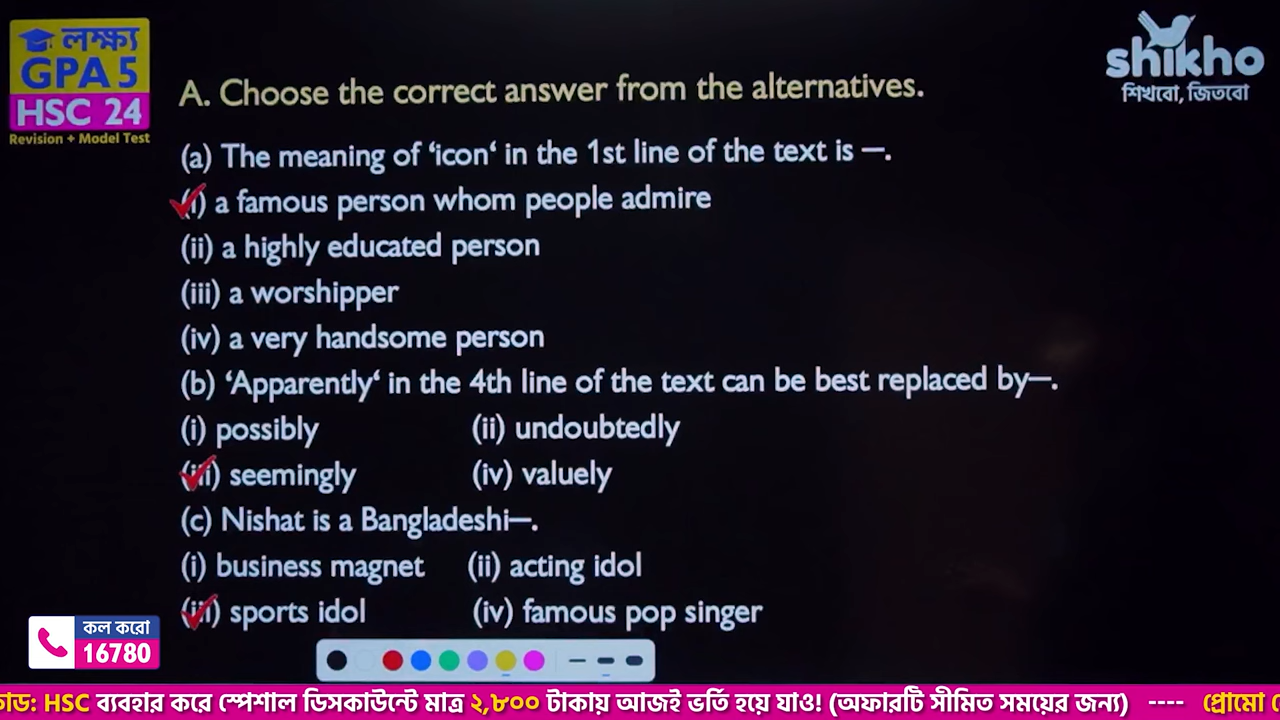 লক্ষ্য
GPA 5
HSC 24
Revision + Model Test
shikho
শিখবো, জিতবো
A. Choose the correct answer from the alternatives.
(a) The meaning of ‘icon‘ in the 1st line of the text is —.
(i) a famous person whom people admire
(ii) a highly educated person
(iii) a worshipper
(iv) a very handsome person
(b) ‘Apparently‘ in the 4th line of the text can be best replaced by—.
(i) possibly (ii) undoubtedly
(iii) seemingly (iv) valuely
(c) Nishat is a Bangladeshi—.
(i) business magnet (ii) acting idol
(iii) sports idol (iv) famous pop singer
কল করো
16780
HSC ব্যবহার করে স্পেশাল ডিসকাউন্টে মাত্র ২,৮০০ টাকায় আজই ভর্তি হয়ে যাও! (অফারটি সীমিত সময়ের জন্য) ---- প্রোমো